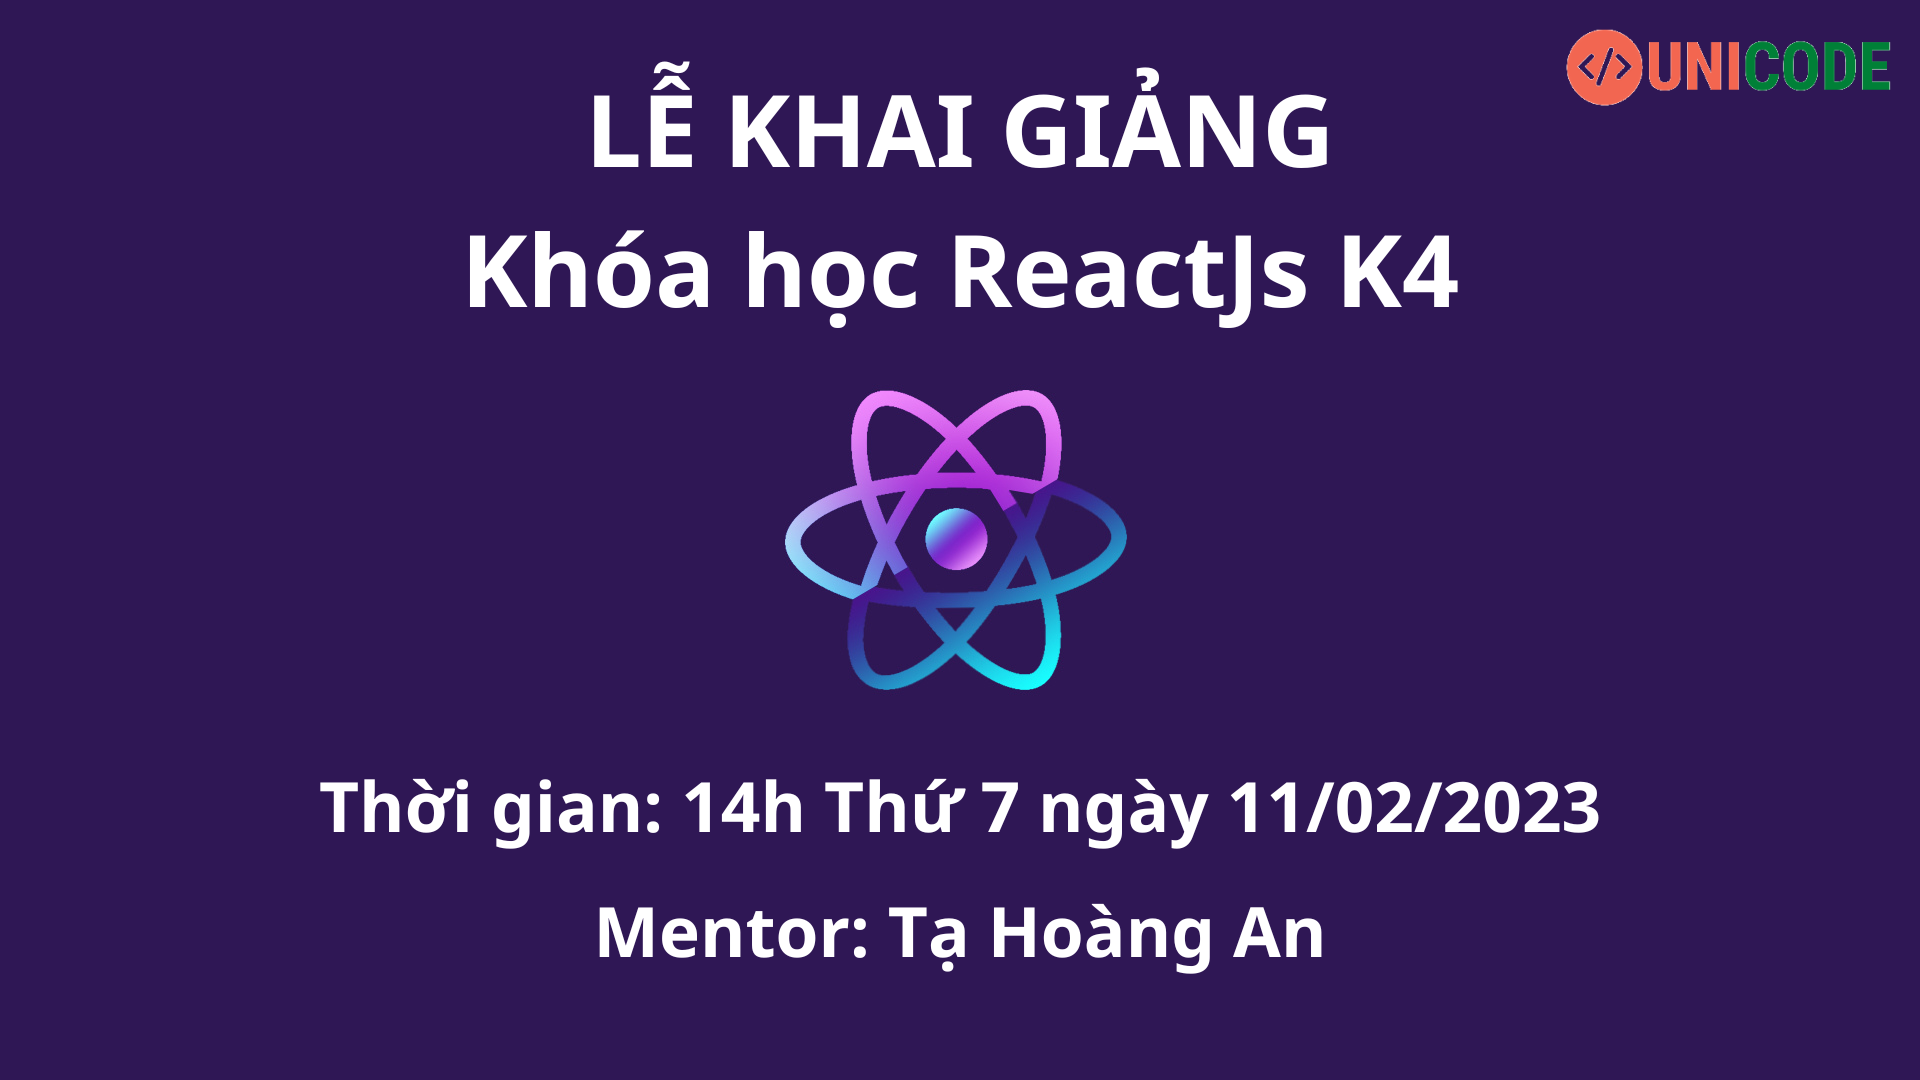 UNICODE
LỄ KHAI GIẢNG
Khóa học ReactJs K4
Thời gian: 14h Thứ 7 ngày 11/02/2023
Mentor: Tạ Hoàng An